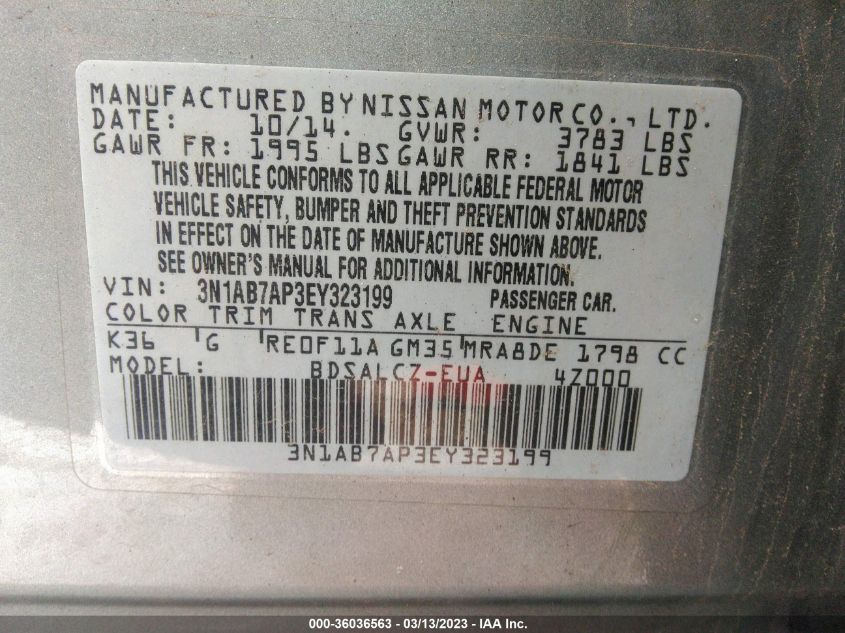 MANUFACTURED BY NISSAN MOTOR CO., LTD.
DATE: 10/14. GVWR: 3783 LBS
GAWR FR: 1995 LBS GAWR RR: 1841 LBS
THIS VEHICLE CONFORMS TO ALL APPLICABLE FEDERAL MOTOR
VEHICLE SAFETY, BUMPER AND THEFT PREVENTION STANDARDS
IN EFFECT ON THE DATE OF MANUFACTURE SHOWN ABOVE.
SEE OWNER'S MANUAL FOR ADDITIONAL INFORMATION.
VIN: 3N1AB7AP3EY323199 PASSENGER CAR.
COLOR TRIM TRANS AXLE ENGINE
K36 G RE0F11A GM35 MRA8DE 1798 CC
MODEL: BDSALCZ-EUA 4Z000
3N1AB7AP3EY323199
000-36036563 - 03/13/2023 - IAA Inc.